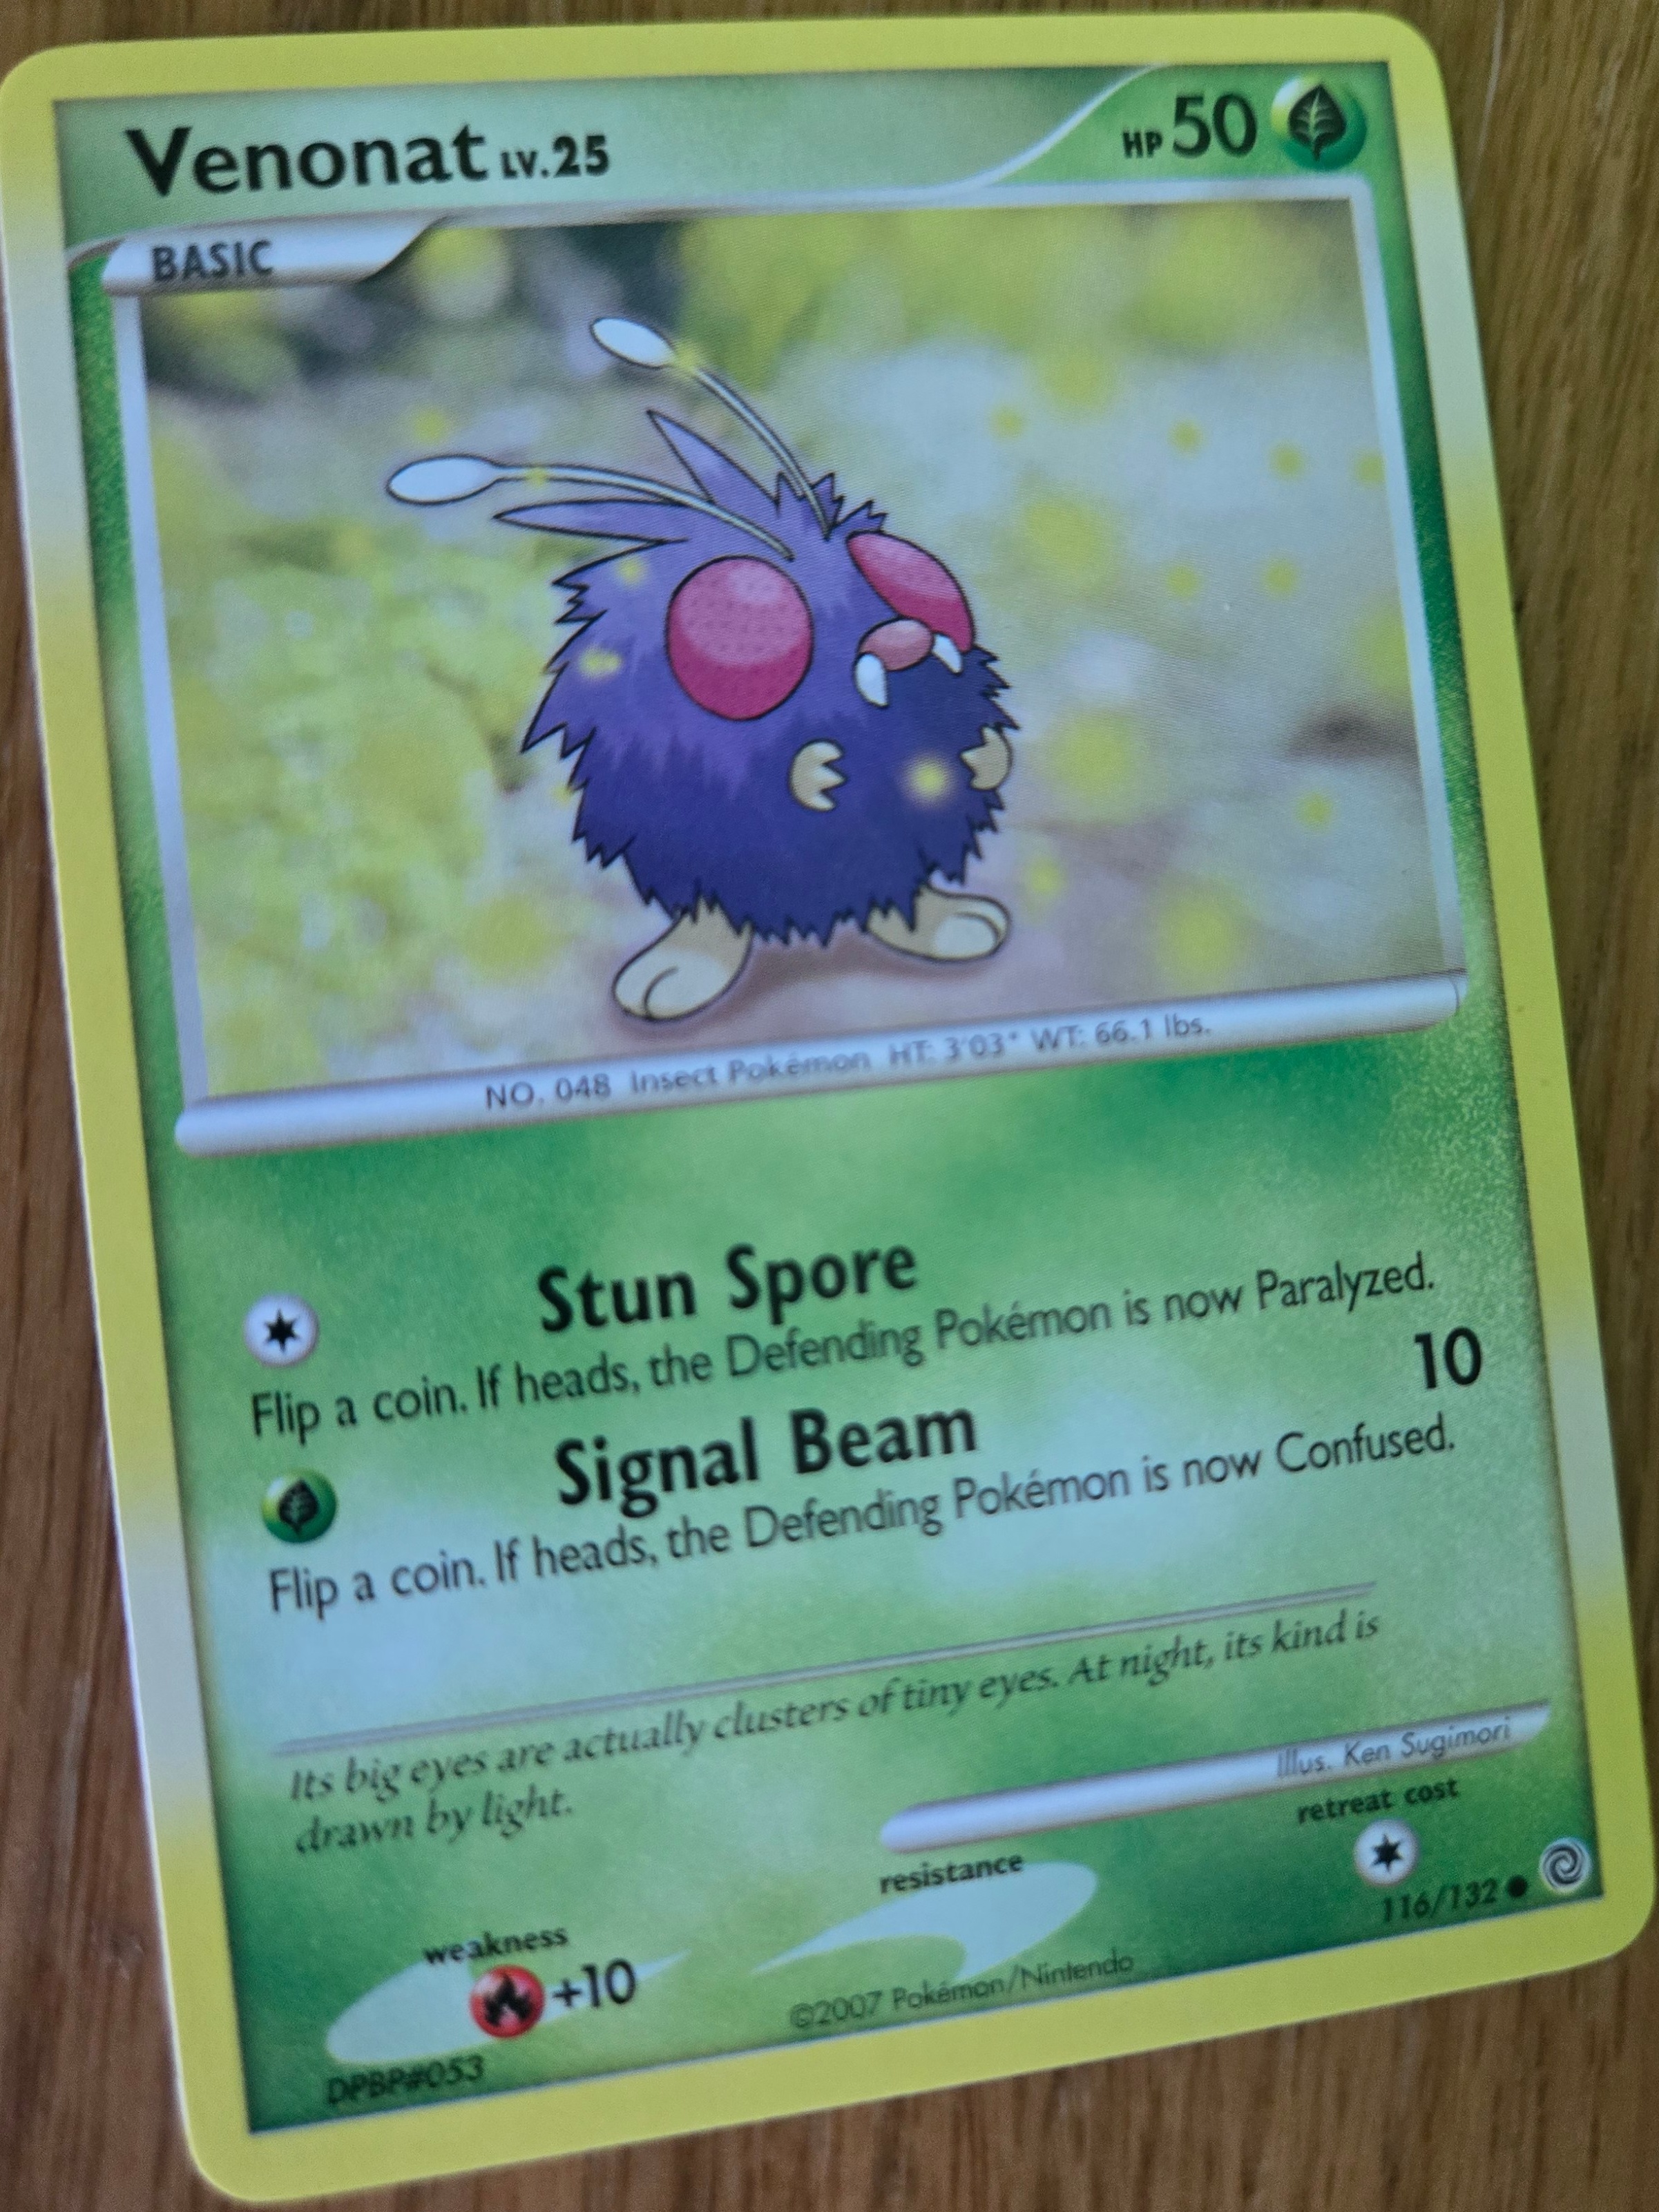 Venonat LV.25
HP 50
BASIC
NO. 048 Insect Pokémon HT: 3'03" WT: 66.1 lbs.
Stun Spore
Flip a coin. If heads, the Defending Pokémon is now Paralyzed.
Signal Beam 10
Flip a coin. If heads, the Defending Pokémon is now Confused.
Its big eyes are actually clusters of tiny eyes. At night, its kind is
drawn by light.
Illus. Ken Sugimori
weakness
+10
resistance
retreat cost
116/132
DPBP#053
©2007 Pokémon/Nintendo